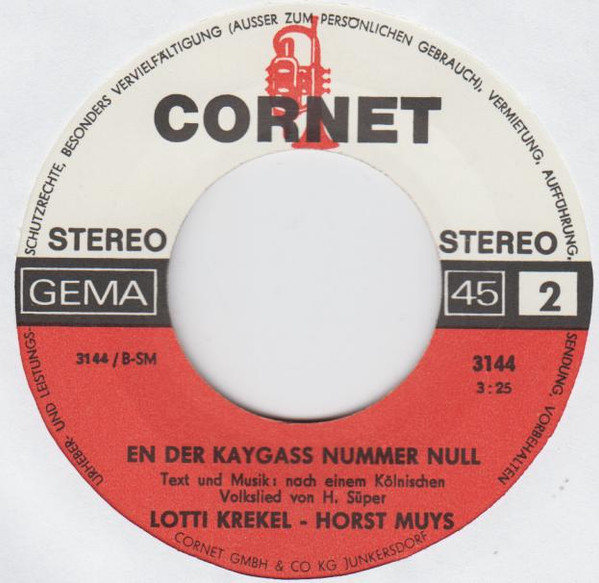 URHEBER- UND LEISTUNGS-SCHUTZRECHTE, BESONDERS VERVIELFÄLTIGUNG (AUSSER ZUM PERSÖNLICHEN GEBRAUCH), VERMIETUNG, AUFFÜHRUNG, SENDUNG, VORBEHALTEN
CORNET
STEREO STEREO
GEMA 45 2
3144/B-SM 3144
3:25
EN DER KAYGASS NUMMER NULL
Text und Musik: nach einem Kölnischen
Volkslied von H. Süper
LOTTI KREKEL - HORST MUYS
CORNET GMBH & CO KG JUNKERSDORF